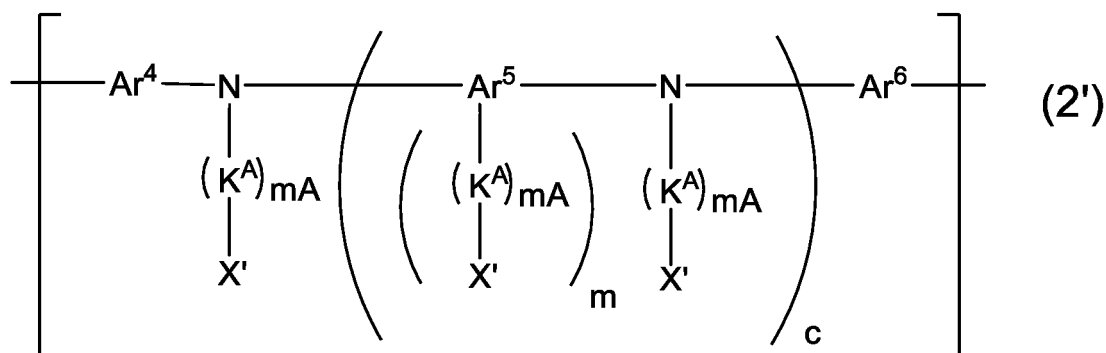 Ar⁴ N Ar⁵ N Ar⁶ (2')
(Kᴬ)mA (Kᴬ)mA (Kᴬ)mA
X' X' X'
m
c